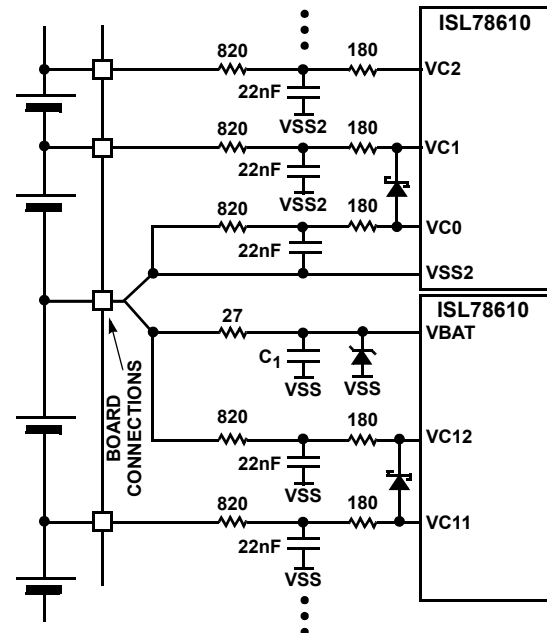 ISL78610
820
180
VC2
22nF
VSS2
820
180
VC1
22nF
VSS2
820
180
VC0
22nF
VSS2
ISL78610
27
VBAT
C1
VSS
VSS
BOARD
CONNECTIONS
820
180
VC12
22nF
VSS
820
180
VC11
22nF
VSS